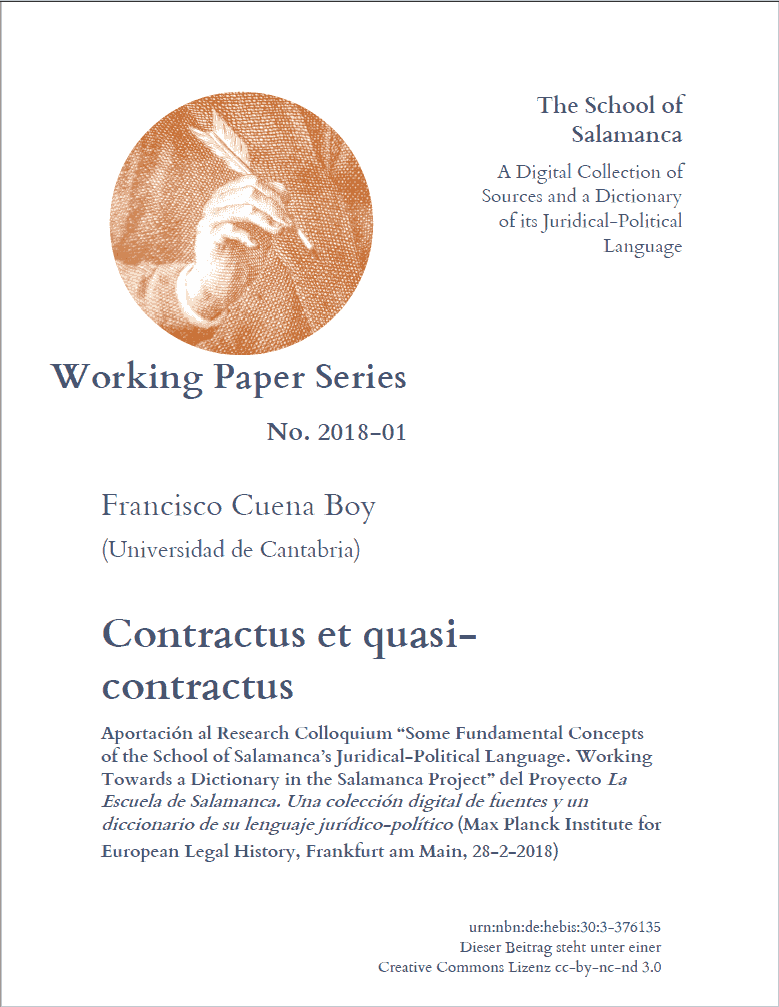 The School of
Salamanca
A Digital Collection of
Sources and a Dictionary
of its Juridical-Political
Language
Working Paper Series
No. 2018-01
Francisco Cuena Boy
(Universidad de Cantabria)
Contractus et quasi-
contractus
Aportación al Research Colloquium “Some Fundamental Concepts
of the School of Salamanca’s Juridical-Political Language. Working
Towards a Dictionary in the Salamanca Project” del Proyecto La
Escuela de Salamanca. Una colección digital de fuentes y un
diccionario de su lenguaje jurídico-político (Max Planck Institute for
European Legal History, Frankfurt am Main, 28-2-2018)
urn:nbn:de:hebis:30:3-376135
Dieser Beitrag steht unter einer
Creative Commons Lizenz cc-by-nc-nd 3.0